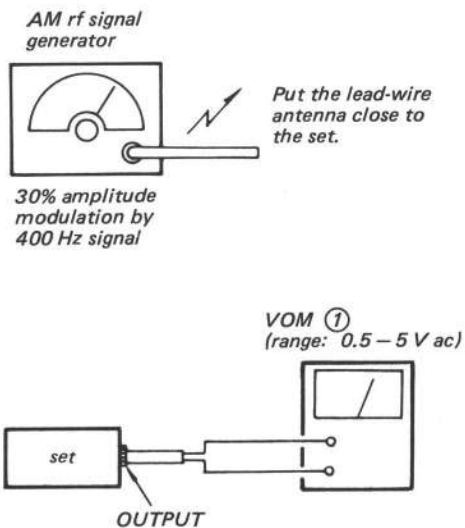 AM rf signal
generator
Put the lead-wire
antenna close to
the set.
30% amplitude
modulation by
400 Hz signal
VOM ①
(range: 0.5 – 5 V ac)
set
OUTPUT